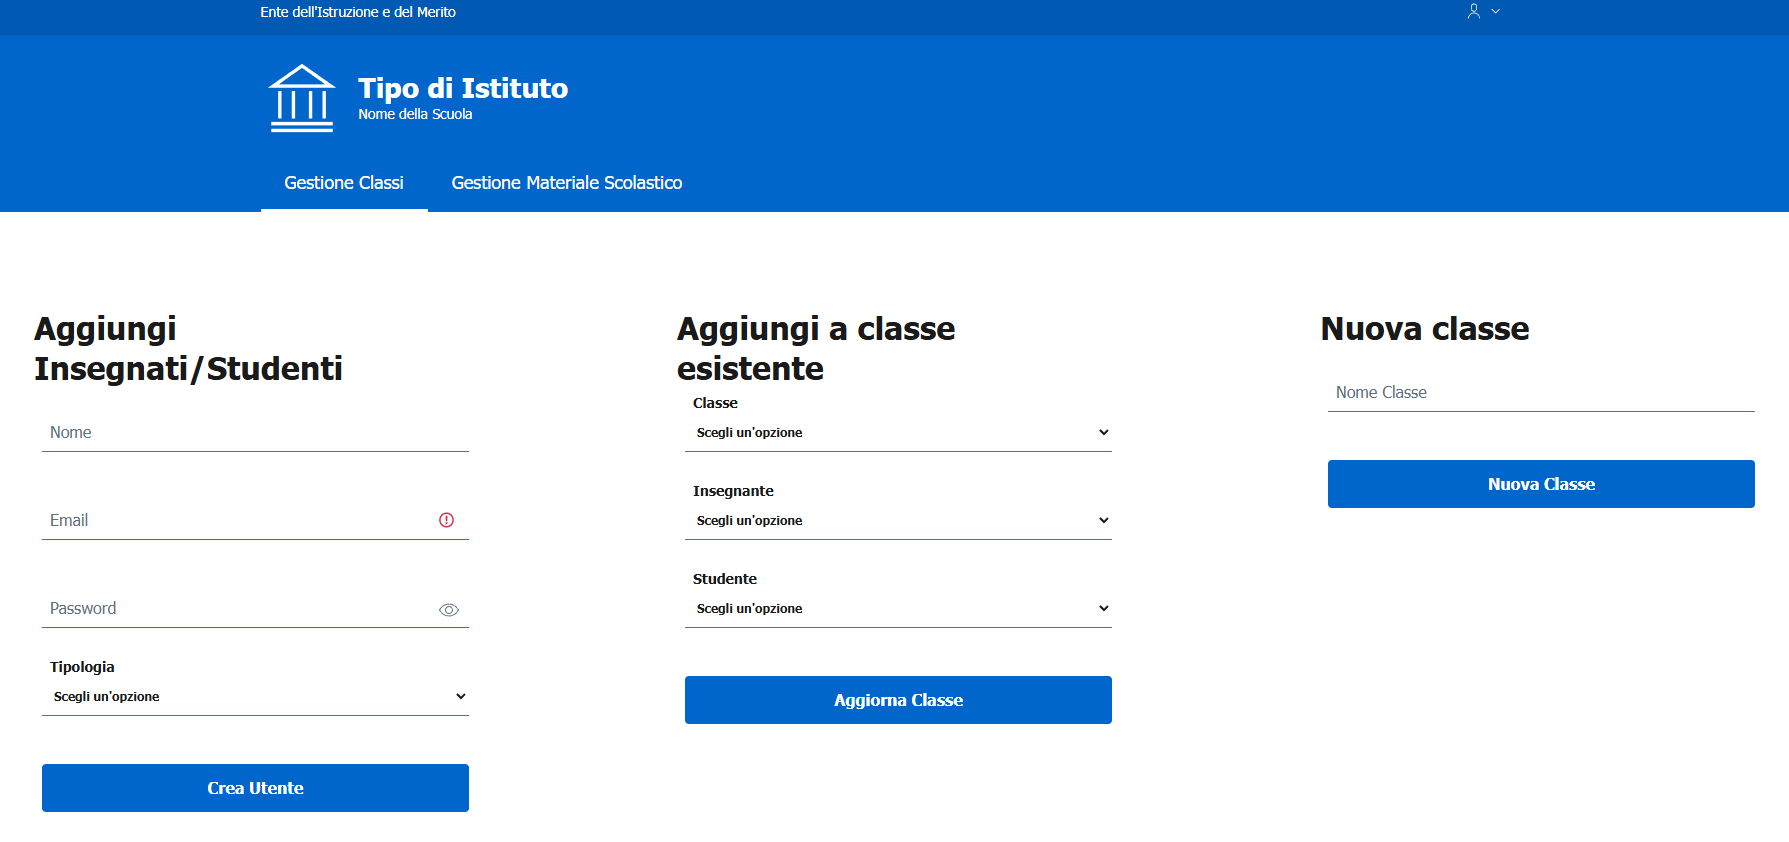 Ente dell'Istruzione e del Merito
Tipo di Istituto
Nome della Scuola
Gestione Classi
Gestione Materiale Scolastico
Aggiungi
Insegnati/Studenti
Nome
Email
Password
Tipologia
Scegli un'opzione
Crea Utente
Aggiungi a classe
esistente
Classe
Scegli un'opzione
Insegnante
Scegli un'opzione
Studente
Scegli un'opzione
Aggiorna Classe
Nuova classe
Nome Classe
Nuova Classe